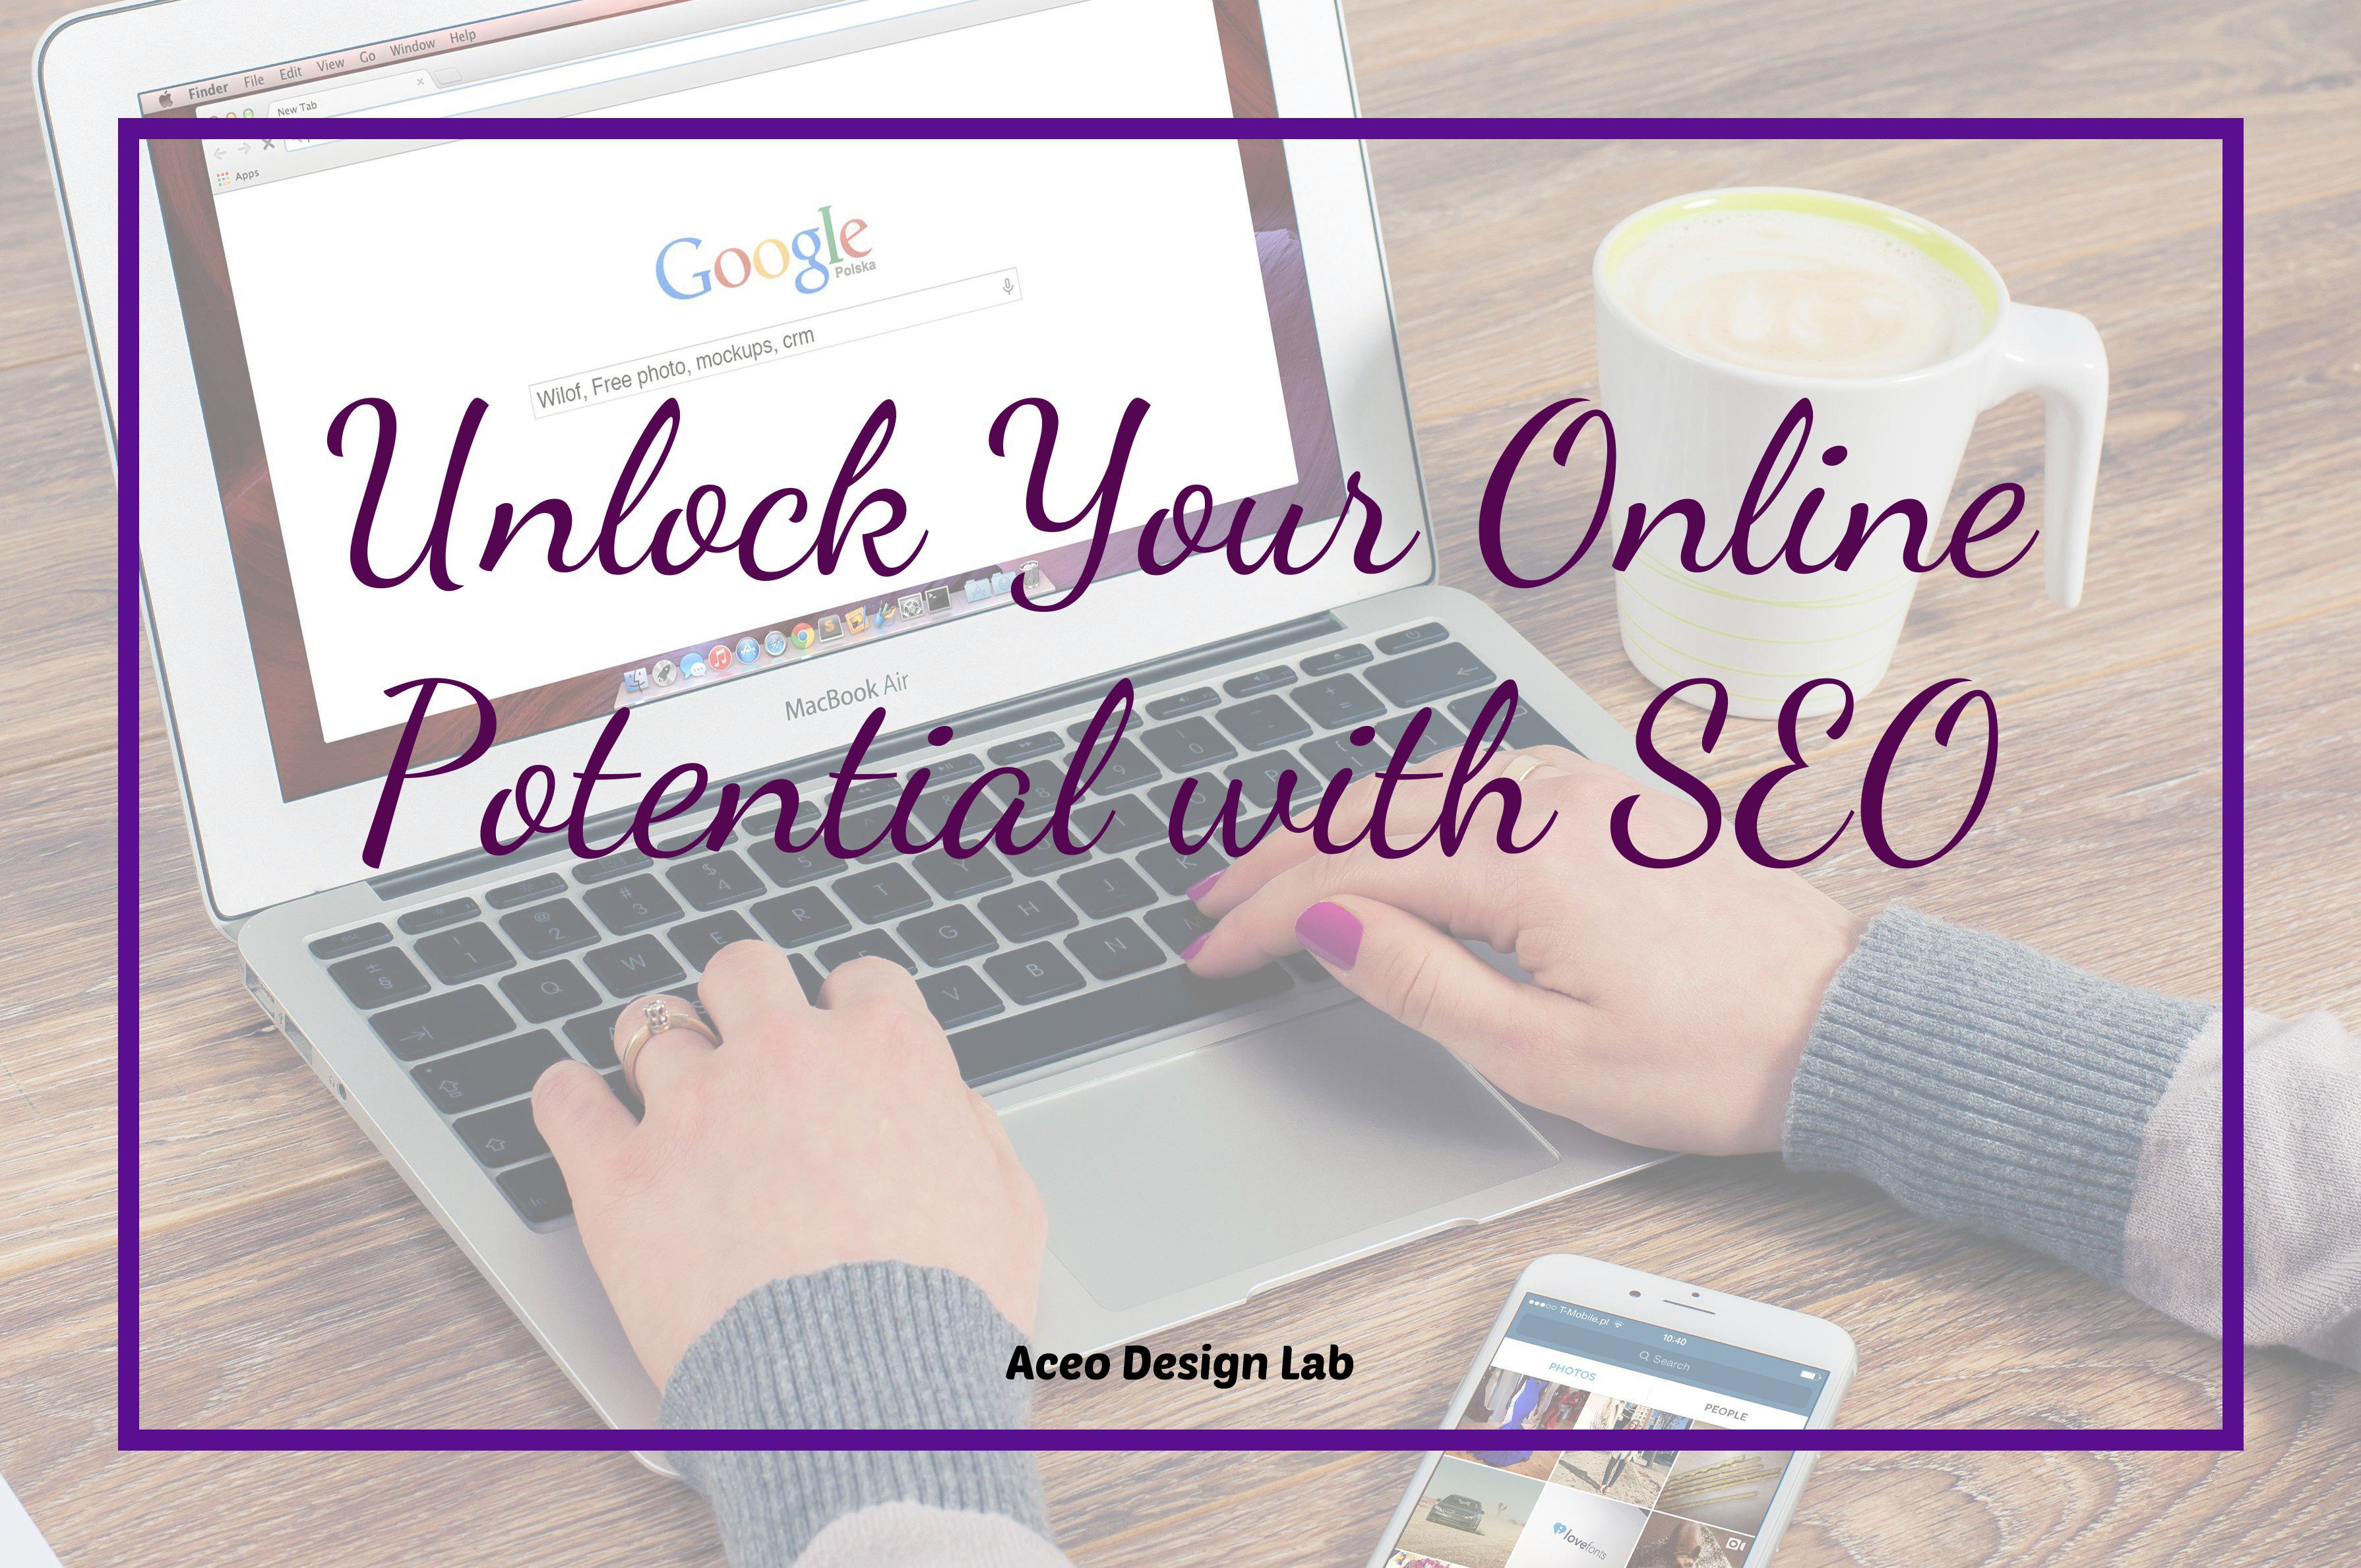 Finder File Edit View Go Window Help
New Tab
Apps
Google
Polska
Wilof, Free photo, mockups, crm
Unlock Your Online
Potential with SEO
MacBook Air
Aceo Design Lab
T-Mobile.pl 10:40
Search
PHOTOS PEOPLE
lovefonts